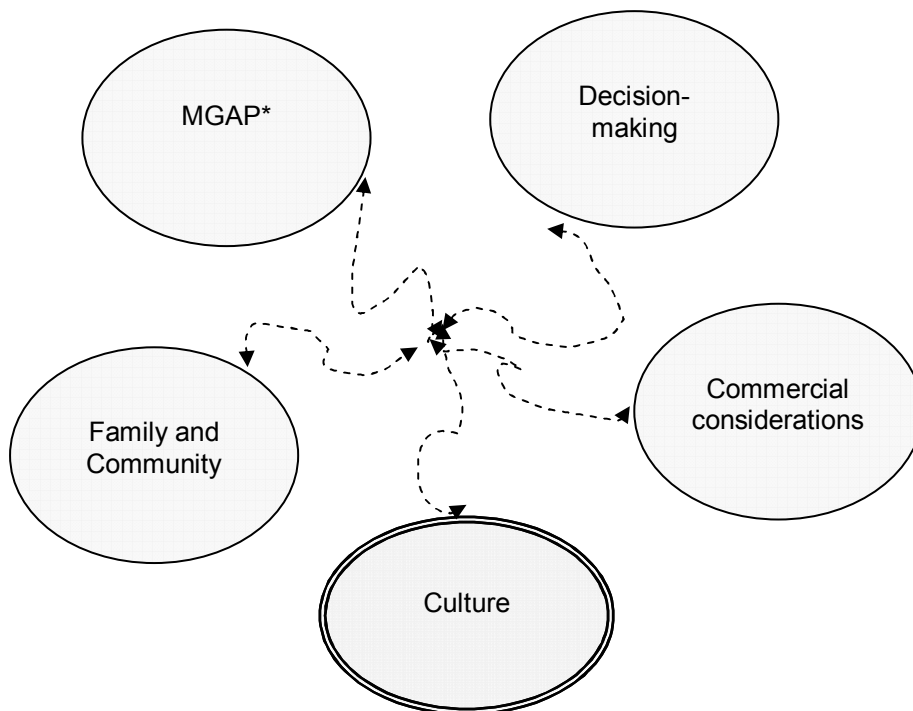 MGAP*
Decision-
making
Family and
Community
Commercial
considerations
Culture